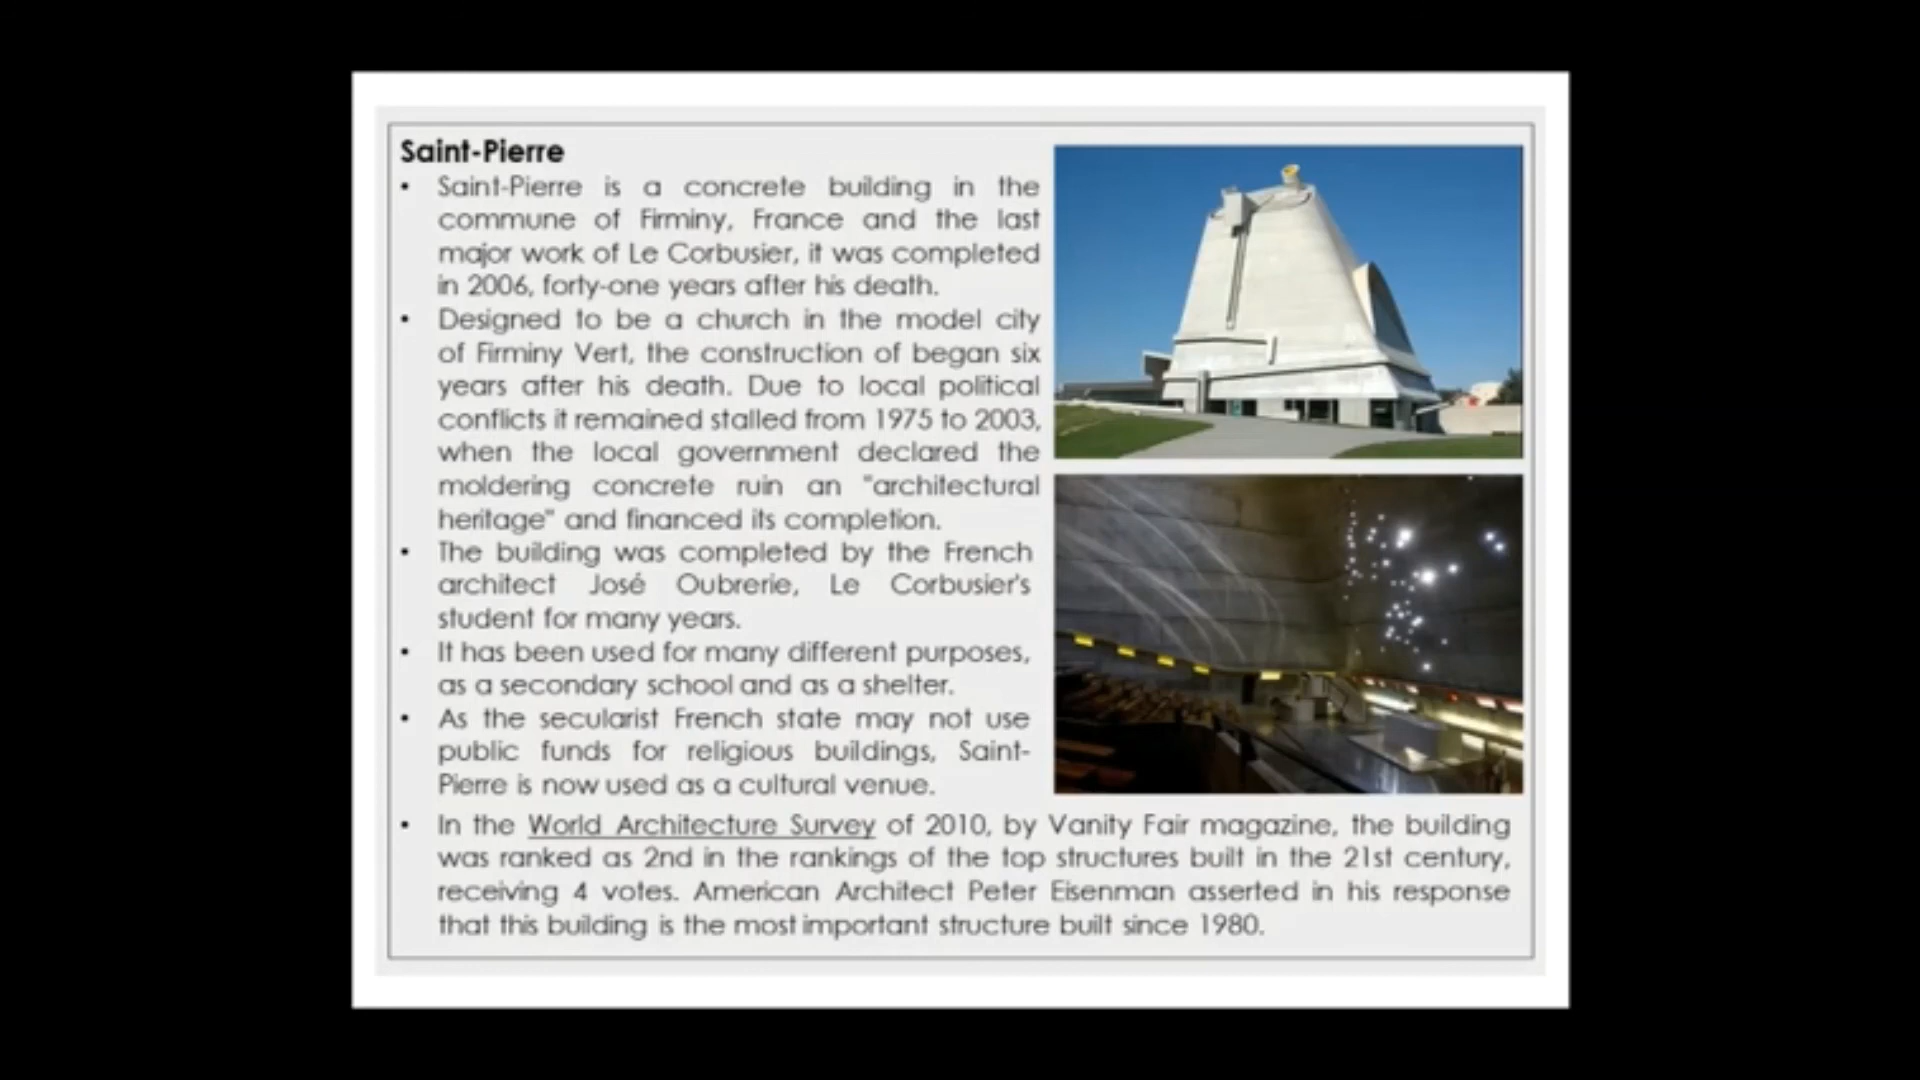 Saint-Pierre
• Saint-Pierre is a concrete building in the
commune of Firminy, France and the last
major work of Le Corbusier, it was completed
in 2006, forty-one years after his death.
• Designed to be a church in the model city
of Firminy Vert, the construction of began six
years after his death. Due to local political
conflicts it remained stalled from 1975 to 2003,
when the local government declared the
moldering concrete ruin an "architectural
heritage" and financed its completion.
• The building was completed by the French
architect José Oubrerie, Le Corbusier's
student for many years.
• It has been used for many different purposes,
as a secondary school and as a shelter.
• As the secularist French state may not use
public funds for religious buildings, Saint-
Pierre is now used as a cultural venue.
• In the World Architecture Survey of 2010, by Vanity Fair magazine, the building
was ranked as 2nd in the rankings of the top structures built in the 21st century,
receiving 4 votes. American Architect Peter Eisenman asserted in his response
that this building is the most important structure built since 1980.